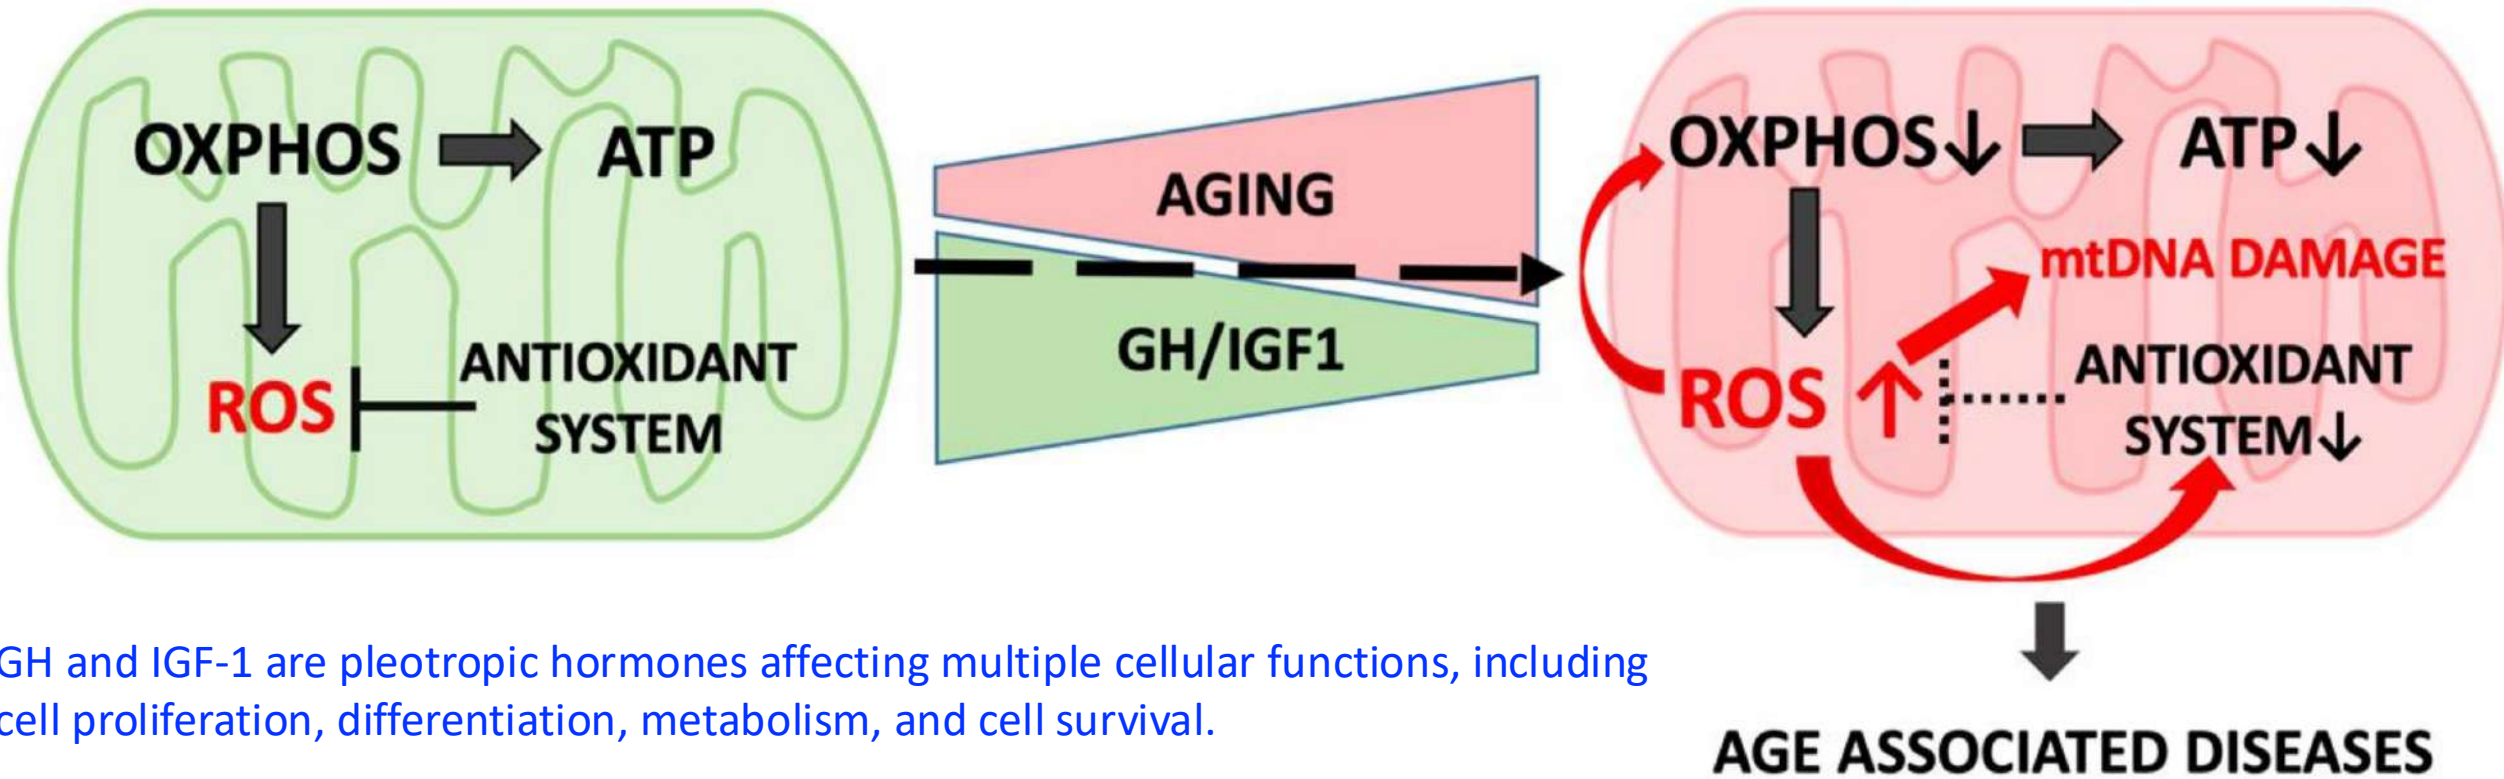 OXPHOS
ATP
ROS
ANTIOXIDANT
SYSTEM
AGING
GH/IGF1
OXPHOS↓
ATP↓
mtDNA DAMAGE
ROS ↑
ANTIOXIDANT
SYSTEM↓
GH and IGF-1 are pleotropic hormones affecting multiple cellular functions, including
cell proliferation, differentiation, metabolism, and cell survival.
AGE ASSOCIATED DISEASES